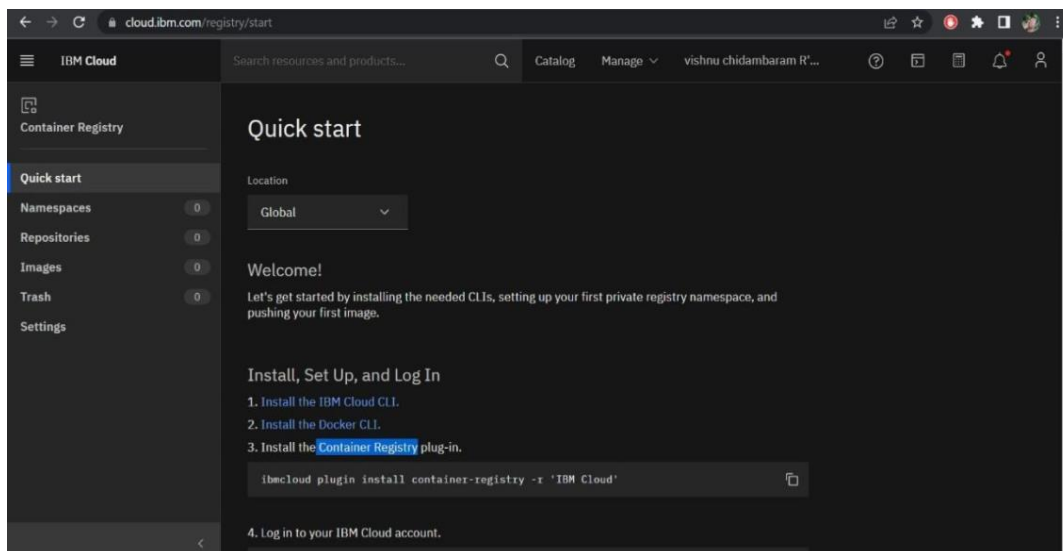 cloud.ibm.com/registry/start
IBM Cloud
Search resources and products...
Catalog
Manage
vishnu chidambaram R'...
Container Registry
Quick start
Namespaces 0
Repositories 0
Images 0
Trash 0
Settings
Quick start
Location
Global
Welcome!
Let's get started by installing the needed CLIs, setting up your first private registry namespace, and
pushing your first image.
Install, Set Up, and Log In
1. Install the IBM Cloud CLI.
2. Install the Docker CLI.
3. Install the Container Registry plug-in.
ibmcloud plugin install container-registry -r 'IBM Cloud'
4. Log in to your IBM Cloud account.